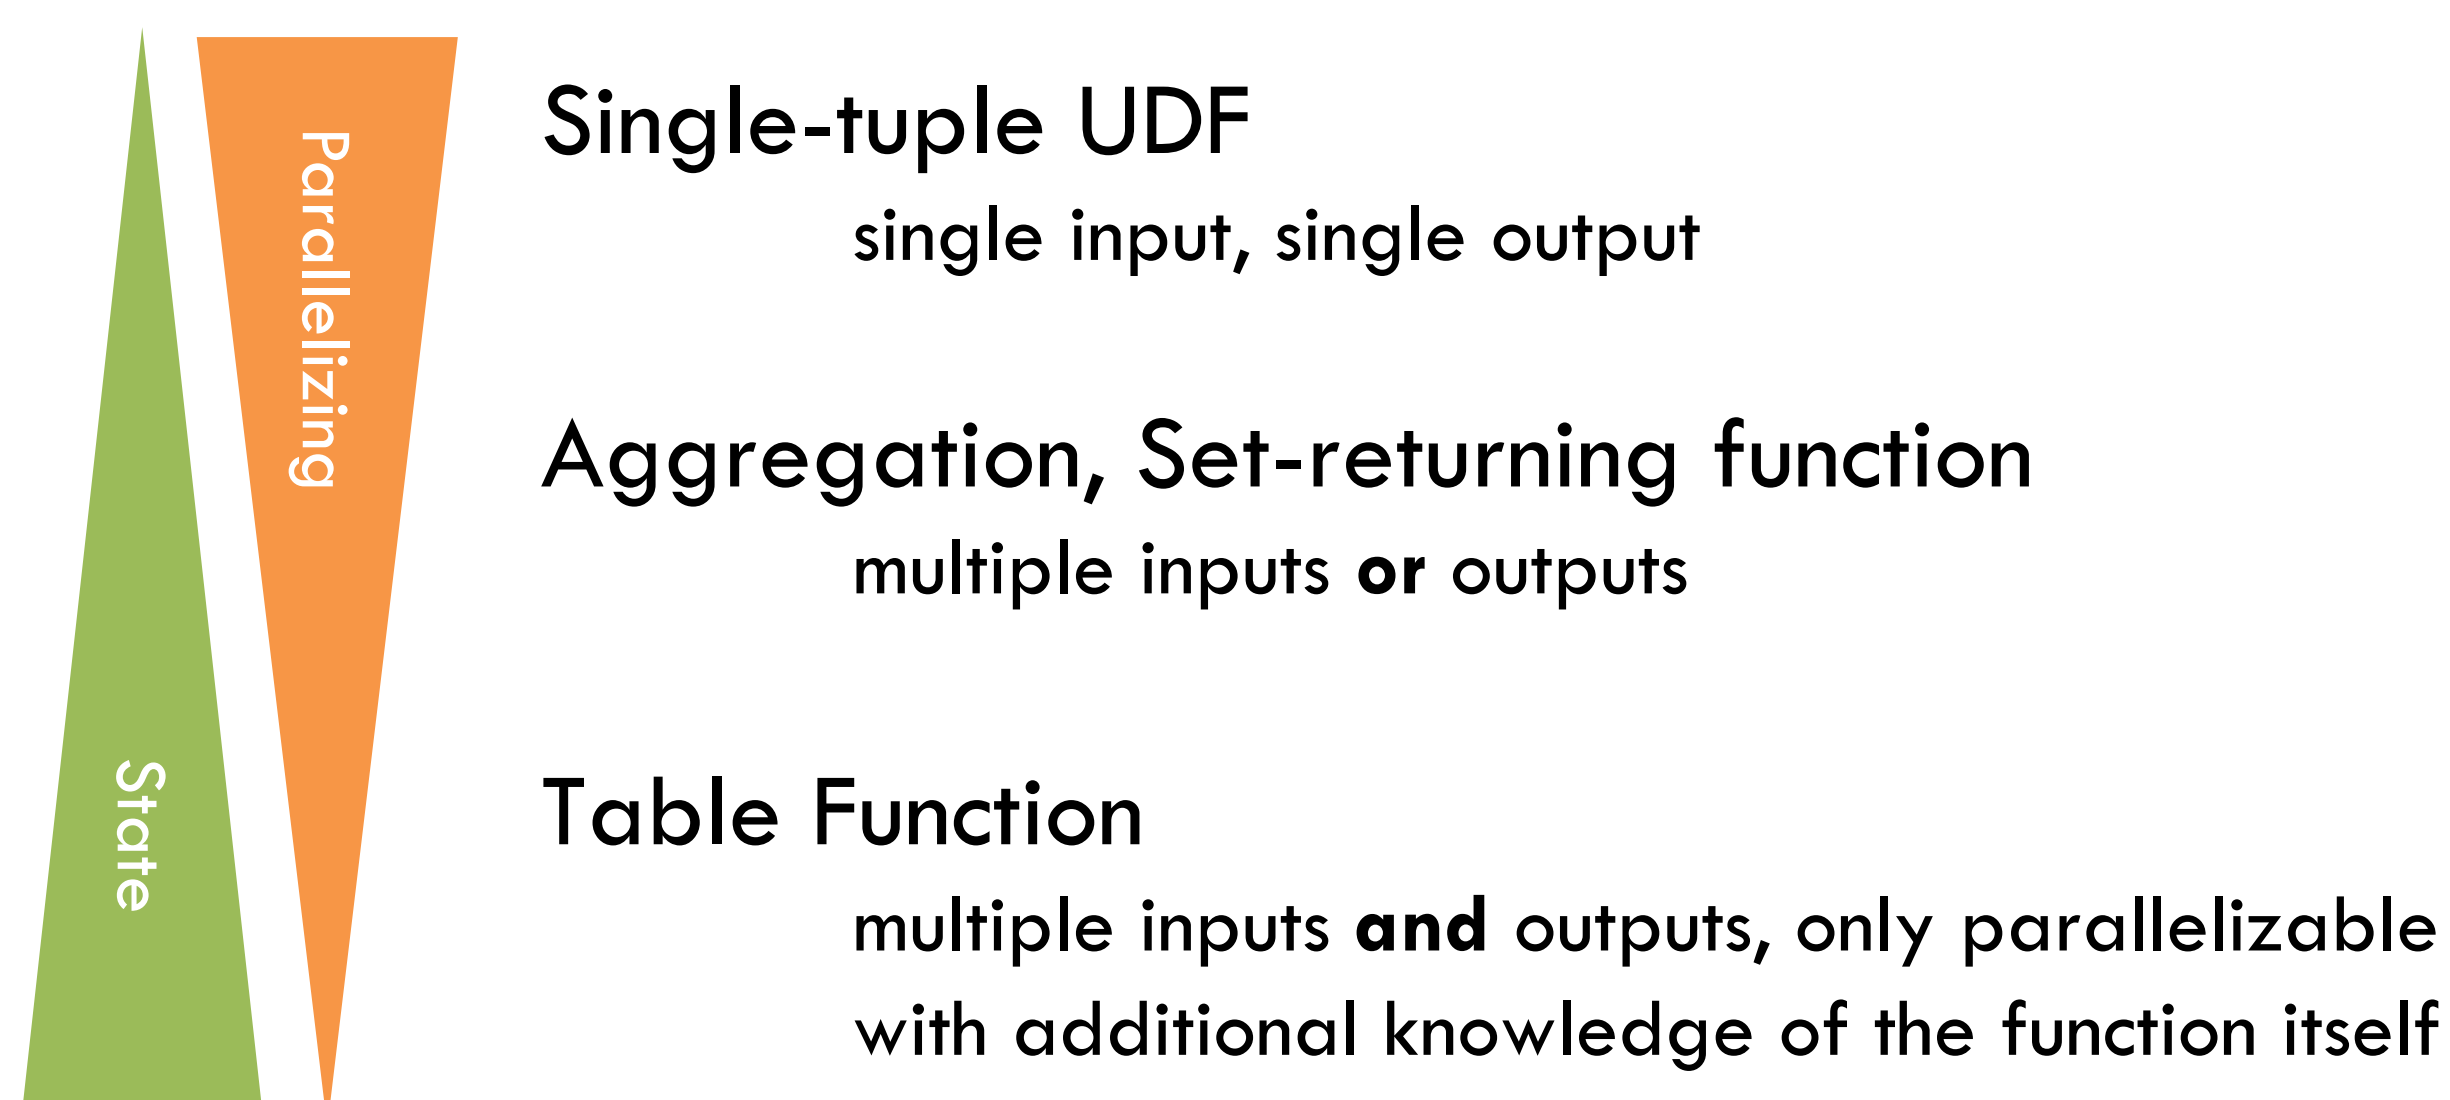 Parallelizing
State
Single-tuple UDF
single input, single output
Aggregation, Set-returning function
multiple inputs or outputs
Table Function
multiple inputs and outputs, only parallelizable
with additional knowledge of the function itself